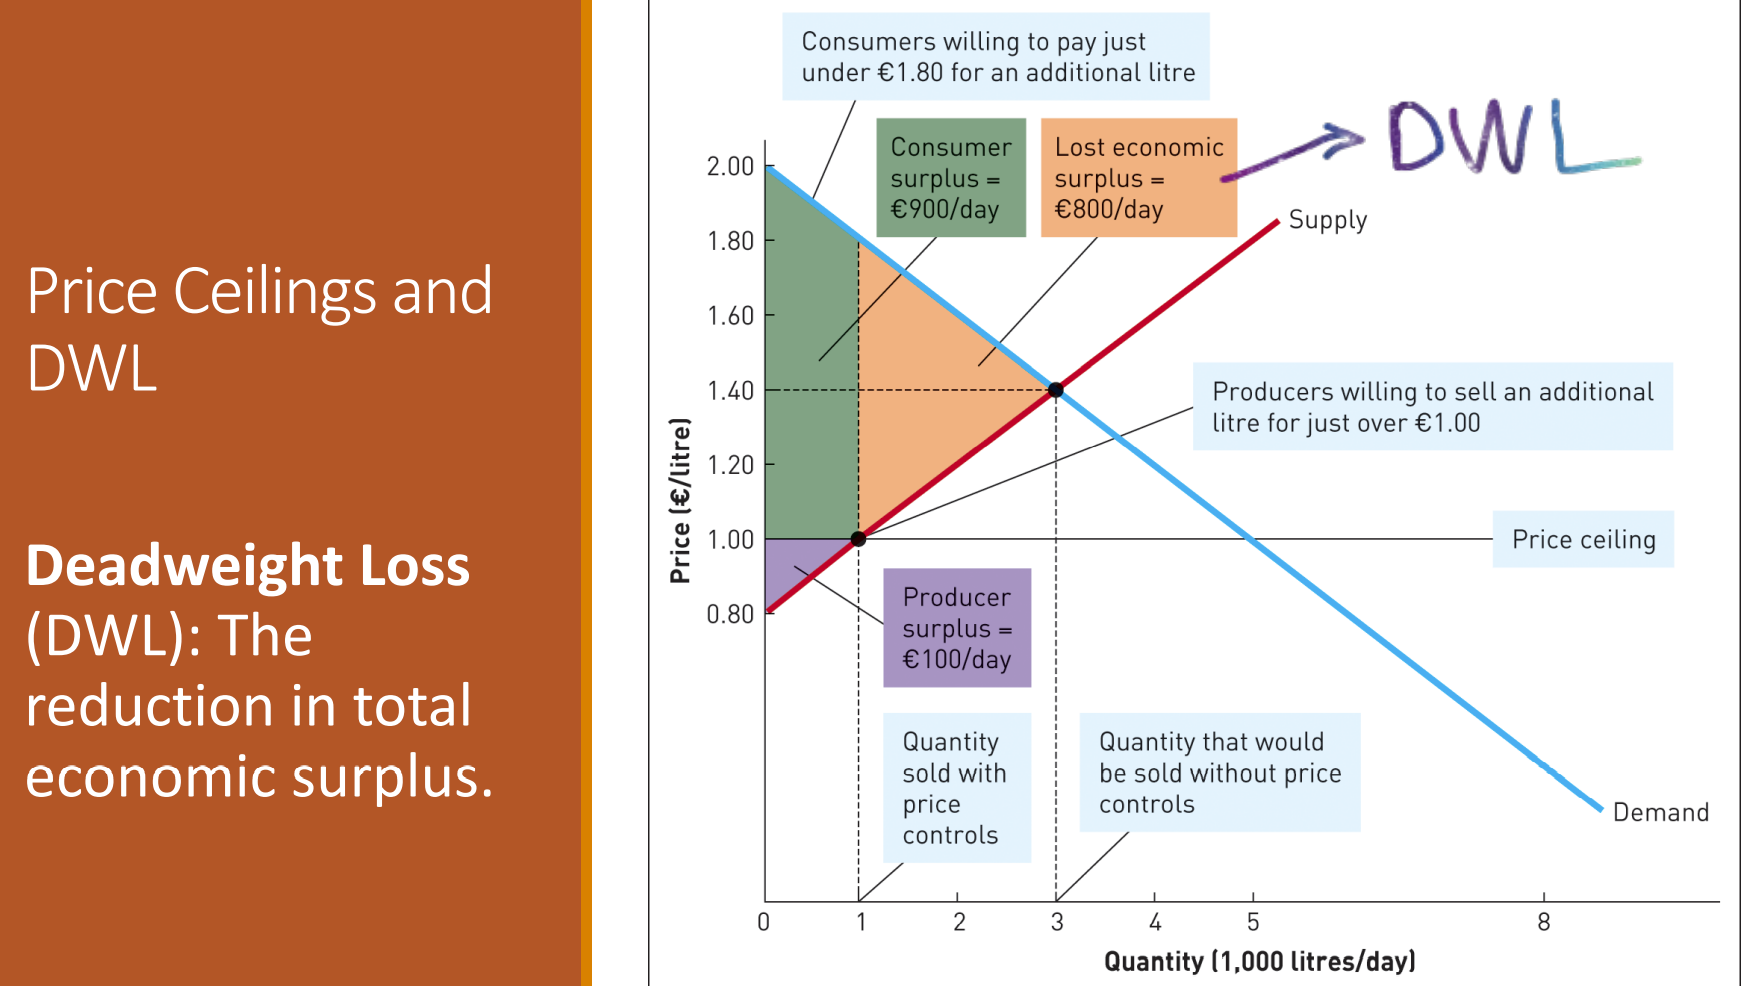 Price Ceilings and
DWL
Deadweight Loss
(DWL): The
reduction in total
economic surplus.
Consumers willing to pay just
under €1.80 for an additional litre
Consumer
surplus =
€900/day
Lost economic
surplus =
€800/day
DWL
Supply
2.00
1.80
1.60
1.40
1.20
1.00
0.80
Price (€/litre)
Producers willing to sell an additional
litre for just over €1.00
Price ceiling
Producer
surplus =
€100/day
Quantity
sold with
price
controls
Quantity that would
be sold without price
controls
Demand
0 1 2 3 4 5 8
Quantity (1,000 litres/day)